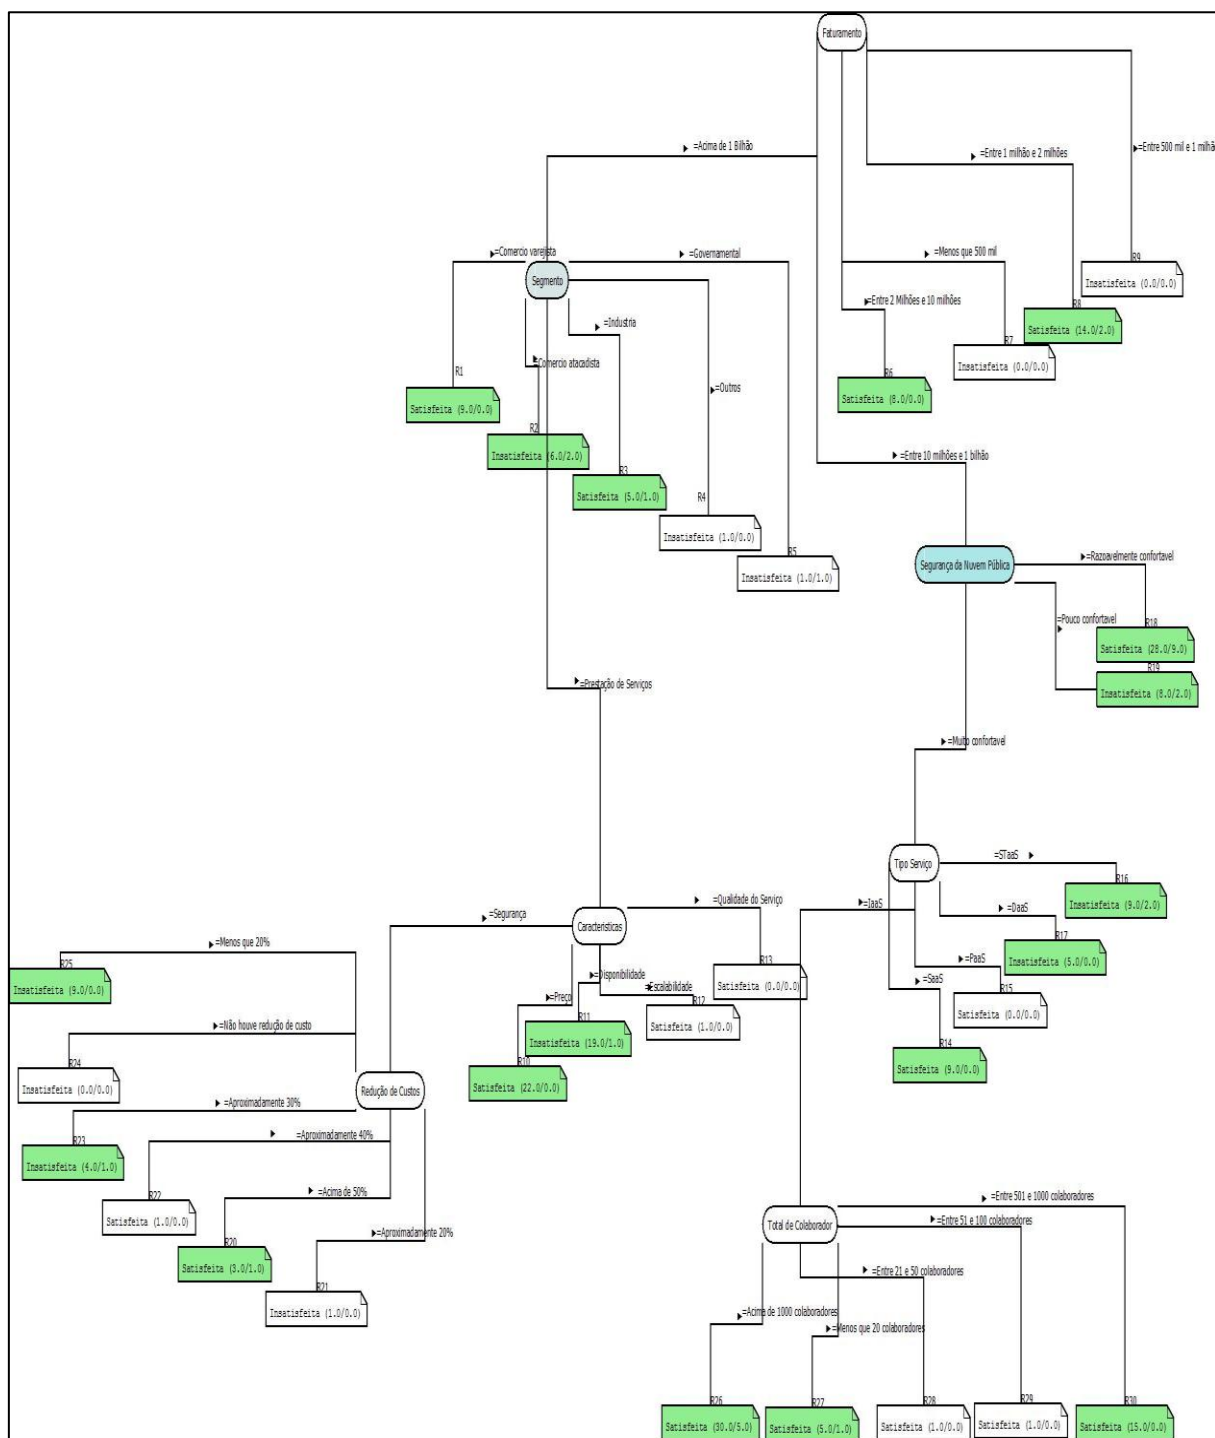 Faturamento
=Acima de 1 Bilhão
=Entre 1 milhão e 2 milhões
=Entre 500 mil e 1 milhão
=Comercio varejista
=Governamental
=Menos que 500 mil
Segmento
R9
Insatisfeita (0.0/0.0)
=Entre 2 Milhões e 10 milhões
R8
Satisfeita (14.0/2.0)
=Industria
R7
Insatisfeita (0.0/0.0)
=Comercio atacadista
R1
R6
Satisfeita (8.0/0.0)
=Outros
Satisfeita (9.0/0.0)
R2
Insatisfeita (6.0/2.0)
=Entre 10 milhões e 1 bilhão
R3
Satisfeita (5.0/1.0)
R4
Insatisfeita (1.0/0.0)
R5
Insatisfeita (1.0/1.0)
=Razoavelmente confortavel
Segurança da Nuvem Pública
=Pouco confortavel
R18
Satisfeita (28.0/9.0)
R19
Insatisfeita (8.0/2.0)
=Prestação de Serviços
=Muito confortavel
=STaaS
Tipo Serviço
R16
Insatisfeita (9.0/2.0)
=Qualidade do Serviço
=IaaS
=DaaS
=Segurança
Caracteristicas
R17
Insatisfeita (5.0/0.0)
=Menos que 20%
R25
Insatisfeita (9.0/0.0)
=Disponibilidade
R13
Satisfeita (0.0/0.0)
=PaaS
=Escalabilidade
=SaaS
R15
Satisfeita (0.0/0.0)
=Preço
R12
Satisfeita (1.0/0.0)
R11
Insatisfeita (19.0/1.0)
=Não houve redução de custo
R14
Satisfeita (9.0/0.0)
R24
Insatisfeita (0.0/0.0)
R10
Satisfeita (22.0/0.0)
Redução de Custos
=Aproximadamente 30%
R23
Insatisfeita (4.0/1.0)
=Aproximadamente 40%
R22
Satisfeita (1.0/0.0)
=Acima de 50%
=Entre 501 e 1000 colaboradores
Total de Colaborador
=Entre 51 e 100 colaboradores
=Aproximadamente 20%
R20
Satisfeita (3.0/1.0)
=Entre 21 e 50 colaboradores
R21
Insatisfeita (1.0/0.0)
=Acima de 1000 colaboradores
=Menos que 20 colaboradores
R26
Satisfeita (30.0/5.0)
R27
Satisfeita (5.0/1.0)
R28
Satisfeita (1.0/0.0)
R29
Satisfeita (1.0/0.0)
R30
Satisfeita (15.0/0.0)